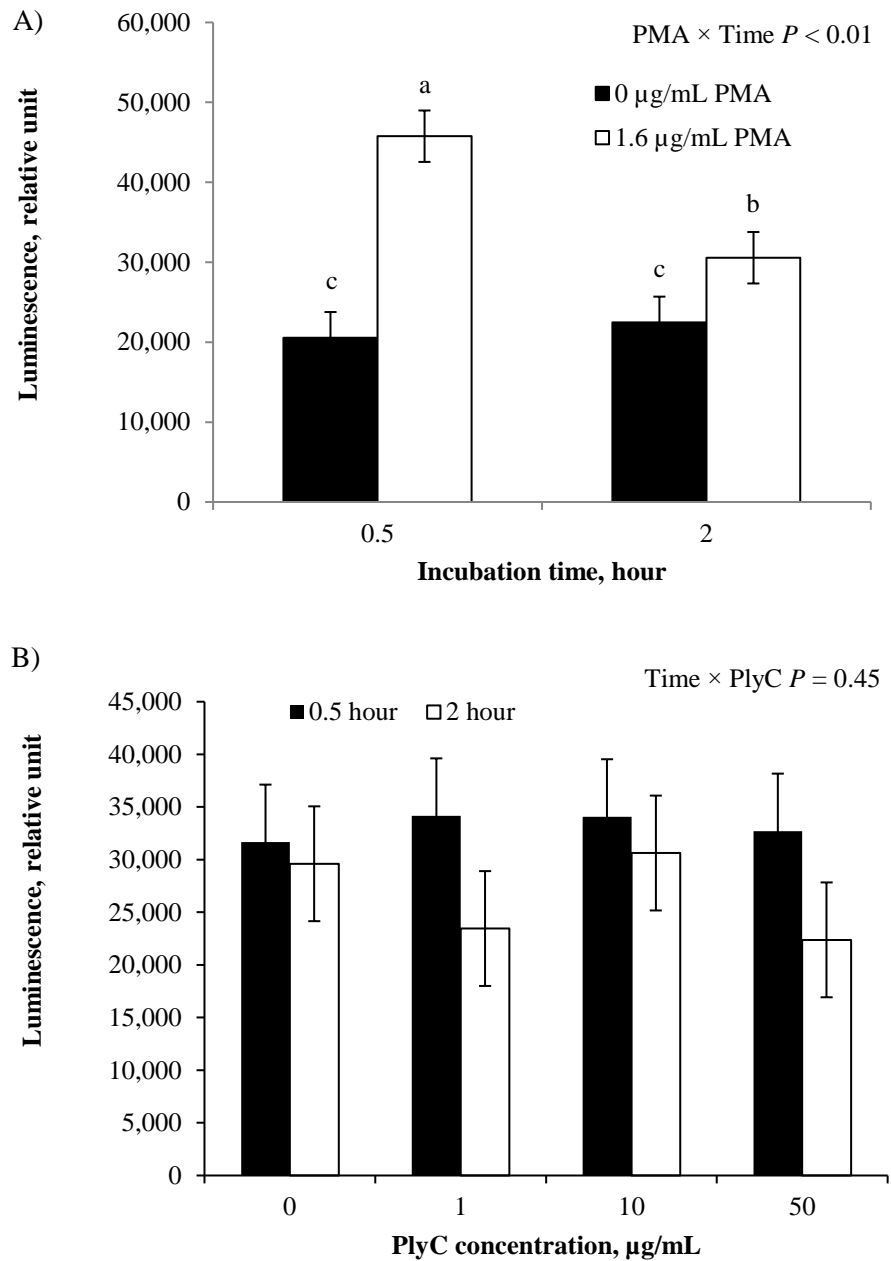 A)
PMA × Time P < 0.01
0 µg/mL PMA
1.6 µg/mL PMA
Luminescence, relative unit
60,000
50,000
40,000
30,000
20,000
10,000
0
c
a
c
b
0.5
2
Incubation time, hour
B)
Time × PlyC P = 0.45
0.5 hour
2 hour
Luminescence, relative unit
45,000
40,000
35,000
30,000
25,000
20,000
15,000
10,000
5,000
0
0
1
10
50
PlyC concentration, µg/mL